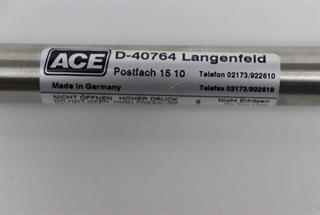 ACE
D-40764 Langenfeld
Postfach 15 10 Telefon 02173/922610
Made in Germany Telefax 02173/922619
NICHT ÖFFNEN HOHER DRUCK Nicht Erhitzen